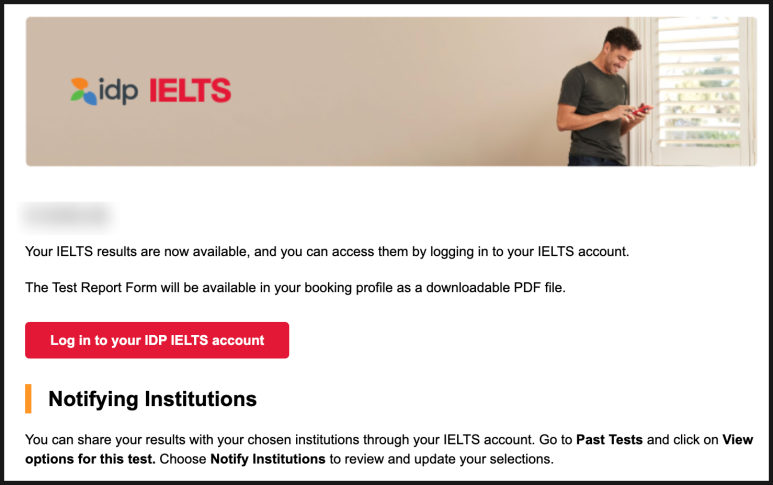 idp IELTS
Your IELTS results are now available, and you can access them by logging in to your IELTS account.
The Test Report Form will be available in your booking profile as a downloadable PDF file.
Log in to your IDP IELTS account
Notifying Institutions
You can share your results with your chosen institutions through your IELTS account. Go to Past Tests and click on View
options for this test. Choose Notify Institutions to review and update your selections.